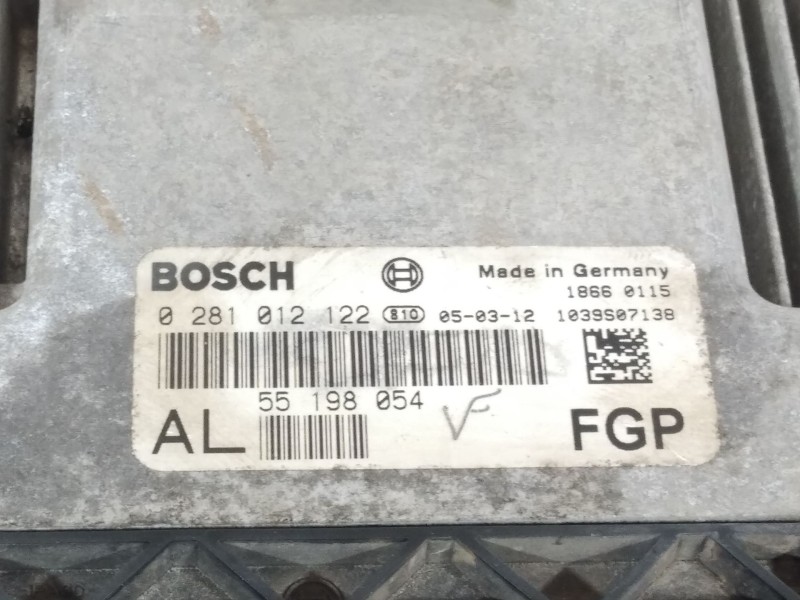 BOSCH Made in Germany
1866 0115
0 281 012 122 810 05-03-12 1039S07138
55 198 054
AL VF FGP